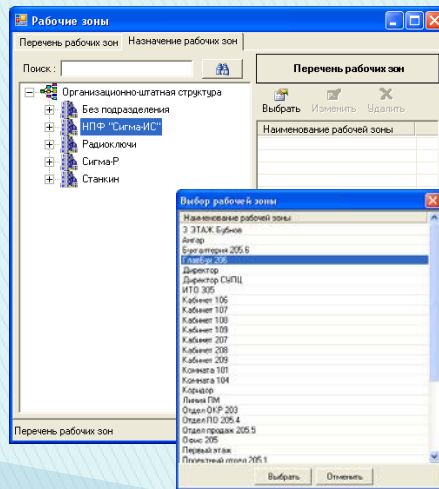 Рабочие зоны
Перечень рабочих зон Назначение рабочих зон
Поиск :
Перечень рабочих зон
Организационно-штатная структура
Без подразделения
НПФ "Сигма-ИС"
Радиоключи
Сигма-Р
Станкин
Выбрать Изменить Удалить
Наименование рабочей зоны
Выбор рабочей зоны
Наименование рабочей зоны
3 ЭТАЖ Бубнов
Ангар
Бухгалтерия 205.6
ГлавБух 206
Директор
Директор СУПЦ
ИТО 305
Кабинет 106
Кабинет 107
Кабинет 108
Кабинет 109
Кабинет 207
Кабинет 208
Кабинет 209
Комната 101
Комната 104
Коридор
Линия ПМ
Отдел ОКР 203
Отдел ПО 205.4
Отдел продаж 205.5
Офис 205
Первый этаж
Проектный отдел 205.1
Выбрать Отменить
Перечень рабочих зон